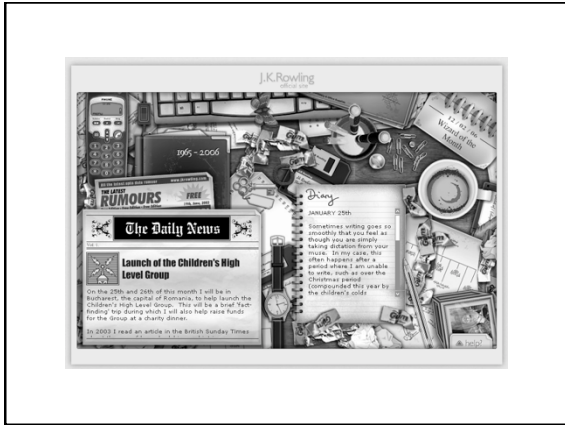 J.K.Rowling
official site
1965 ~ 2006
12 / 02 / 06
Wizard of the
Month
THE LATEST
RUMOURS
FREE
The Daily News
Launch of the Children's High
Level Group
On the 25th and 26th of this month I will be in
Bucharest, the capital of Romania, to help launch the
Children's High Level Group. This will be a brief 'fact-
finding' trip during which I will also help raise funds
for the Group at a charity dinner.
In 2003 I read an article in the British Sunday Times
Diary
JANUARY 25th
Sometimes writing goes so
smoothly that you feel as
though you are simply
taking dictation from your
muse. In my case, this
often happens after a
period where I am unable
to write, such as over the
Christmas period
(compounded this year by
the children's colds
help?